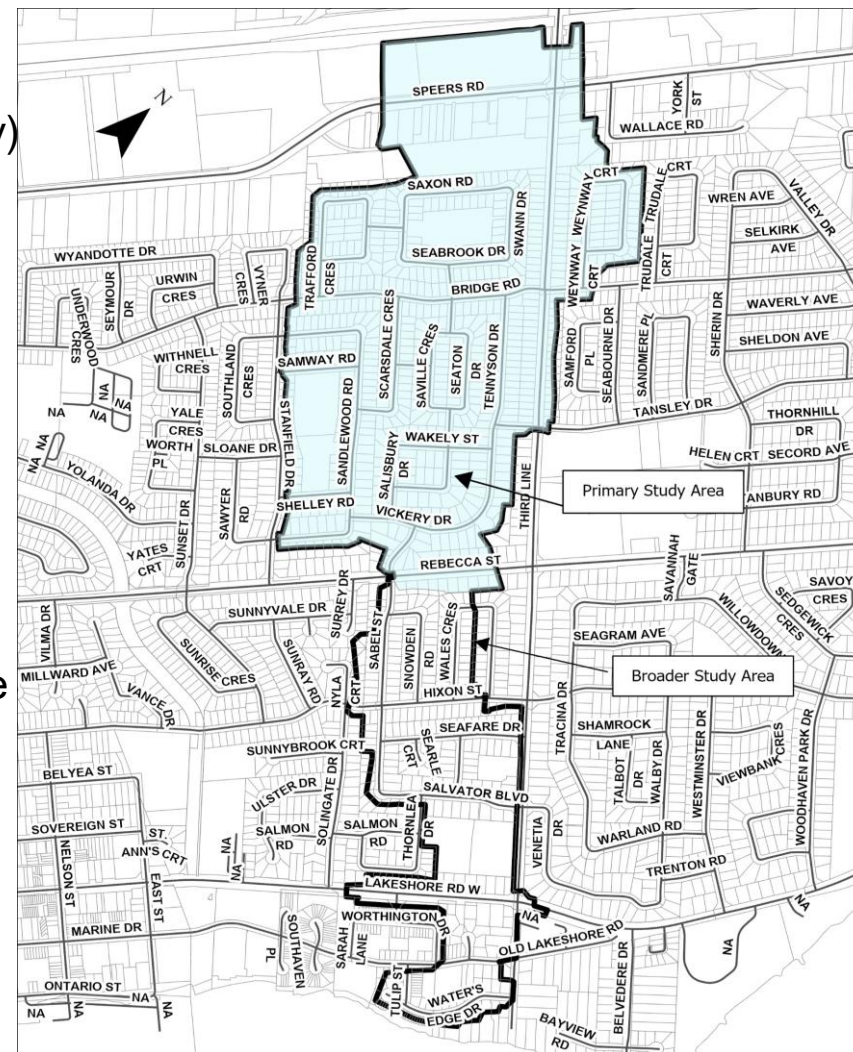 y)
e
N
SPEERS RD
YORK
ST
WALLACE RD
SAXON RD
SWANN DR
WEYNWAY
CRT
WEYNWAY
CRT
TRUDALE
CRT
TRUDALE
CRT
WREN AVE
VALLEY DR
SELKIRK
AVE
WYANDOTTE DR
SEYMOUR
DR
URWIN
CRES
VYNER
CRES
UNDERWOOD
CRES
TRAFFORD
CRES
SEABROOK DR
BRIDGE RD
WAVERLY AVE
SHELDON AVE
SHERIN DR
WITHNELL
CRES
SOUTHLAND
CRES
SAMWAY RD
SCARSDALE CRES
SAVILLE CRES
SEATON
DR
TENNYSON DR
SAMFORD
PL
SEABOURNE DR
SANDMERE PL
NA
NA
NA
NA
NA
NA
YALE
CRES
WORTH
PL
SLOANE DR
STANFIELD DR
SANDLEWOOD RD
WAKELY ST
SALISBURY
DR
TANSLEY DR
THORNHILL
DR
HELEN CRT
SECORD AVE
ANBURY RD
YOLANDA DR
SUNSET DR
SAWYER
RD
SHELLEY RD
VICKERY DR
THIRD LINE
Primary Study Area
YATES
CRT
REBECCA ST
SAVANNAH
GATE
SAVOY
CRES
SEDGEWICK
CRES
WILLOWDOWN
VILMA DR
SUNNYVALE DR
SURREY DR
SABEL ST
SNOWDEN
RD
WALES CRES
SEAGRAM AVE
Broader Study Area
MILLWARD AVE
VANCE DR
SUNRISE CRES
SUNRAY RD
NYLA
CRT
HIXON ST
TRACINA DR
SHAMROCK
LANE
TALBOT
DR
WALBY DR
WESTMINSTER DR
VIEWBANK
CRES
WOODHAVEN PARK DR
SUNNYBROOK CRT
SEAFARE DR
SEARLE
CRT
BELYEA ST
ULSTER DR
SOLINGATE DR
SALVATOR BLVD
VENETIA
DR
WARLAND RD
SOVEREIGN ST
ST.
ANN'S CRT
NA
NA
SALMON
RD
SALMON
RD
THORNLEA
DR
TRENTON RD
NELSON ST
EAST ST
LAKESHORE RD W
NA
NA
NA
WORTHINGTON
DR
MARINE DR
SOUTHAVEN
PL
SARAH
LANE
OLD LAKESHORE RD
BELVEDERE DR
ONTARIO ST
NA
NA
NA
NA
TULIP ST
WATER'S
EDGE DR
BAYVIEW
RD